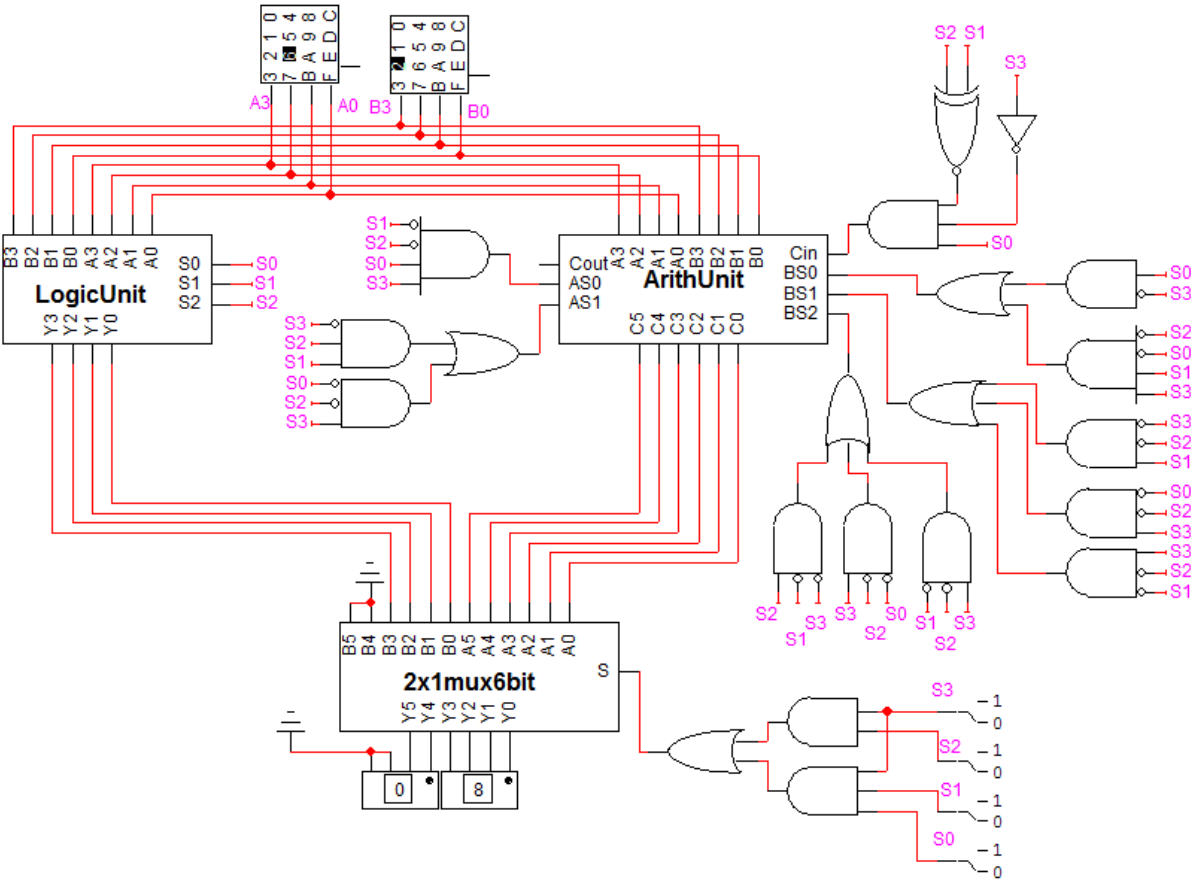 0 4 8 C
1 5 9 D
2 6 A E
3 7 B F
0 4 8 C
1 5 9 D
2 6 A E
3 7 B F
S2 S1
S3
A3 A0 B3 B0
S1
S2
S0
S3
S0
B3 B2 B1 B0 A3 A2 A1 A0
S0 S0
S1 S1
S2 S2
LogicUnit
Y3 Y2 Y1 Y0
Cout A3 A2 A1 A0 B3 B2 B1 B0 Cin
AS0 BS0
AS1 BS1
BS2
ArithUnit
C5 C4 C3 C2 C1 C0
S0
S3
S3
S2
S1
S0
S2
S3
S2
S0
S1
S3
S3
S2
S1
S0
S2
S3
S3
S2
S1
S2 S1 S3
S3 S2 S0
S1 S2 S3
B5 B4 B3 B2 B1 B0 A5 A4 A3 A2 A1 A0
S
2x1mux6bit
Y5 Y4 Y3 Y2 Y1 Y0
0 8
S3 1
0
S2 1
0
S1 1
0
S0 1
0